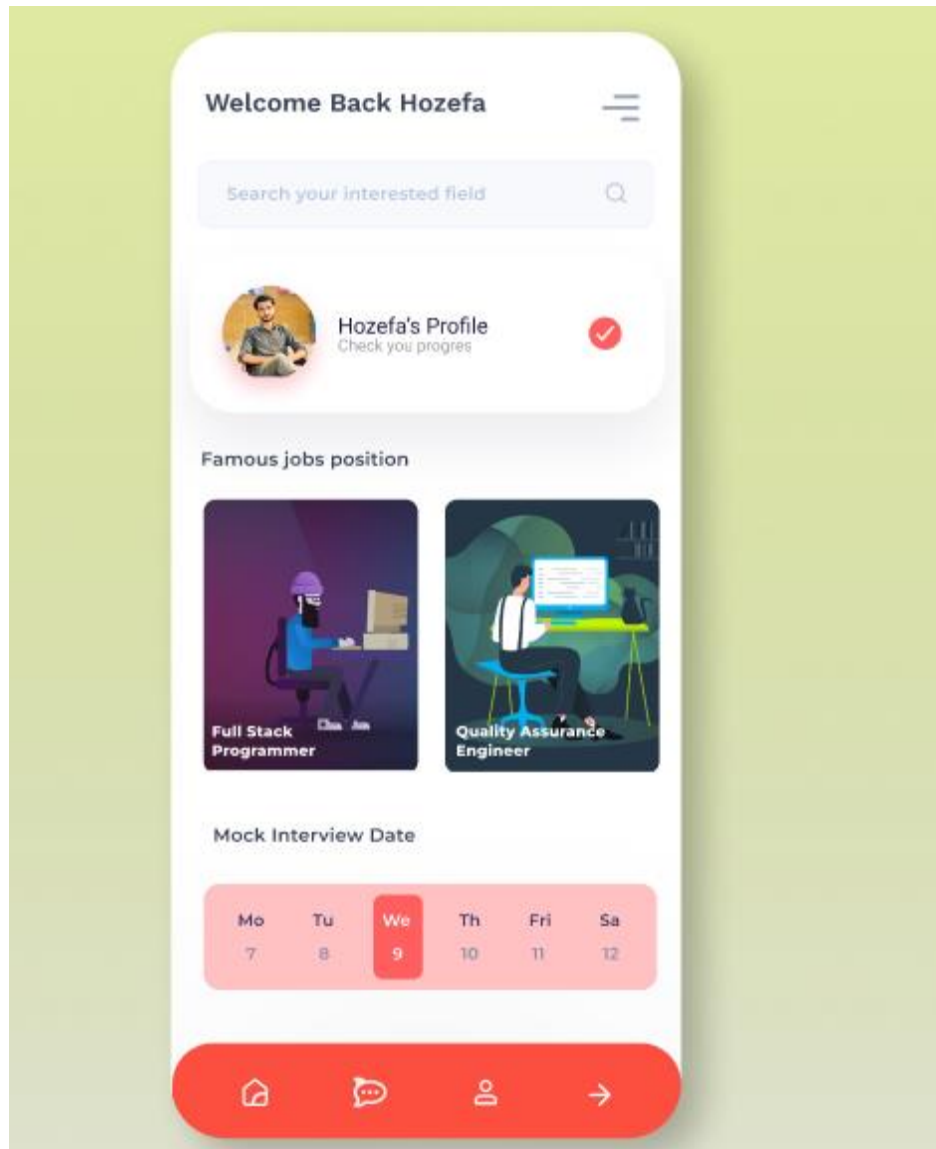 Welcome Back Hozefa
Search your interested field
Hozefa's Profile
Check you progres
Famous jobs position
Full Stack
Programmer
Quality Assurance
Engineer
Mock Interview Date
Mo Tu We Th Fri Sa
7 8 9 10 11 12